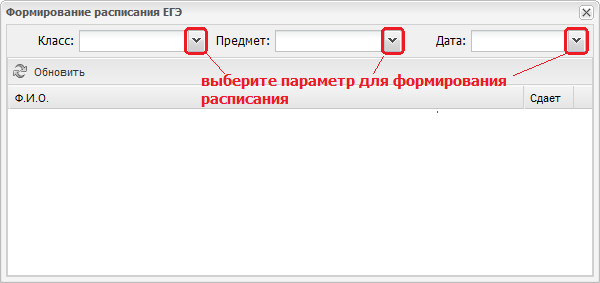 Формирование расписания ЕГЭ
Класс: Предмет: Дата:
Обновить
выберите параметр для формирования
расписания
Ф.И.О. Сдает